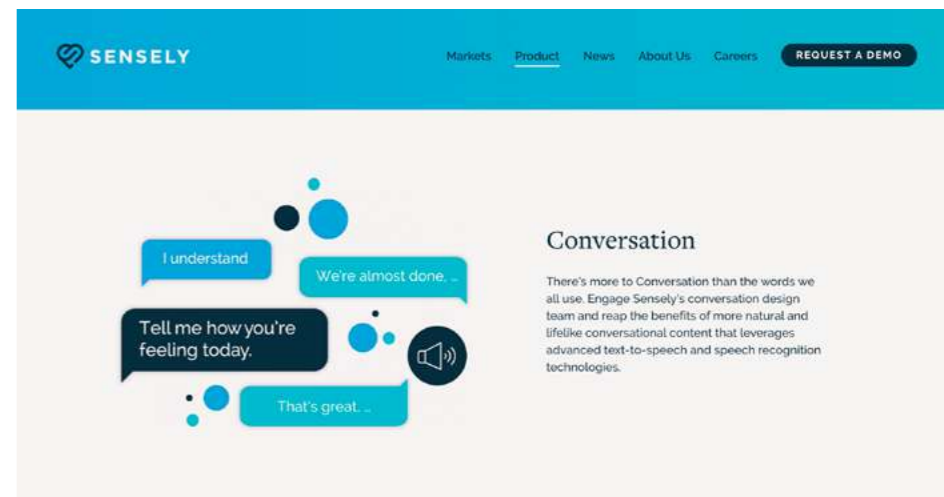 SENSELY
Markets Product News About Us Careers REQUEST A DEMO
I understand
We're almost done, ...
Tell me how you're
feeling today.
That's great, ...
Conversation
There's more to Conversation than the words we
all use. Engage Sensely's conversation design
team and reap the benefits of more natural and
lifelike conversational content that leverages
advanced text-to-speech and speech recognition
technologies.